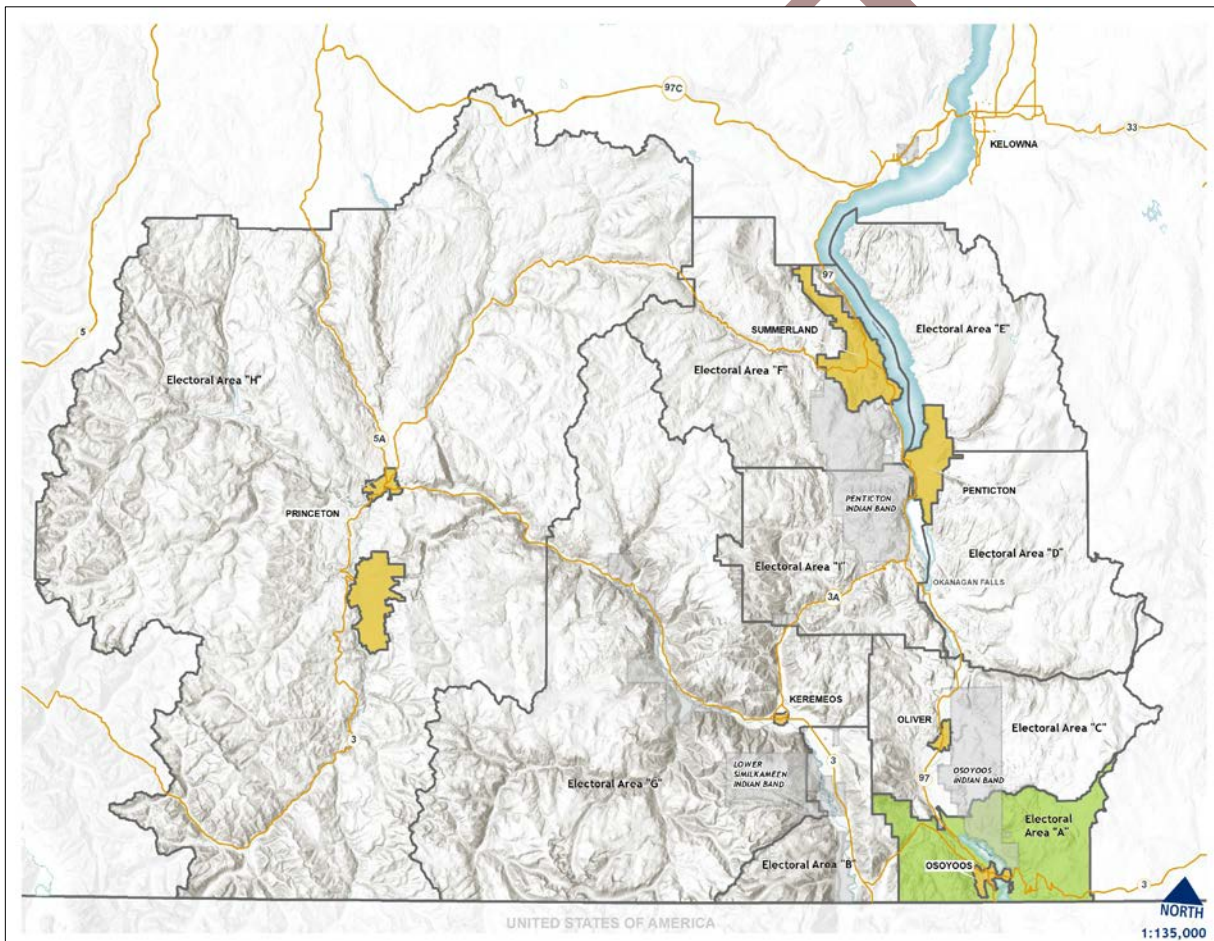 97C
33
KELOWNA
97
SUMMERLAND
Electoral Area "E"
5
Electoral Area "F"
Electoral Area "H"
5A
PRINCETON
PENTICTON
INDIAN BAND
PENTICTON
Electoral Area "D"
Electoral Area "I"
OKANAGAN FALLS
3A
KEREMEOS
OLIVER
Electoral Area "C"
3
3
LOWER
SIMILKAMEEN
INDIAN BAND
OSOYOOS
INDIAN BAND
97
Electoral Area "G"
Electoral
Area "A"
Electoral Area "B"
OSOYOOS
3
NORTH
UNITED STATES OF AMERICA
1:135,000